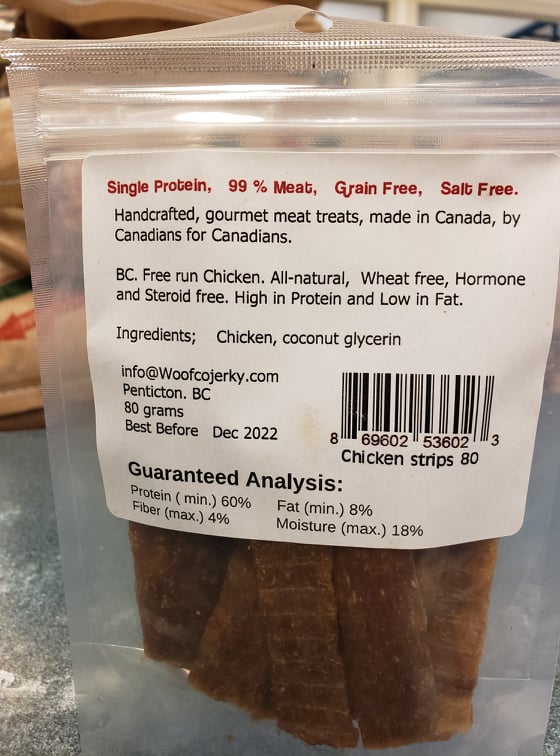 Single Protein, 99 % Meat, Grain Free, Salt Free.
Handcrafted, gourmet meat treats, made in Canada, by
Canadians for Canadians.
BC. Free run Chicken. All-natural, Wheat free, Hormone
and Steroid free. High in Protein and Low in Fat.
Ingredients; Chicken, coconut glycerin
info@Woofcojerky.com
Penticton. BC
80 grams
Best Before Dec 2022
8 69602 53602 3
Chicken strips 80
Guaranteed Analysis:
Protein ( min.) 60% Fat (min.) 8%
Fiber (max.) 4% Moisture (max.) 18%